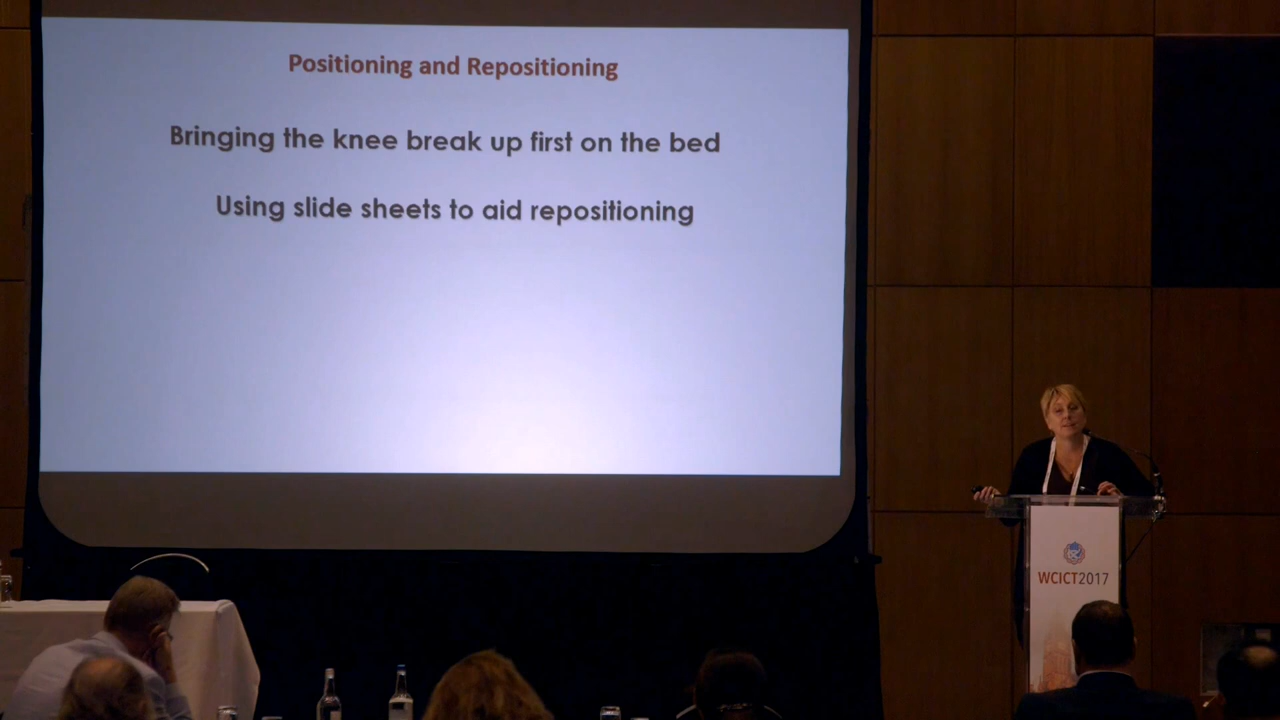 Positioning and Repositioning
Bringing the knee break up first on the bed
Using slide sheets to aid repositioning
WCICT2017